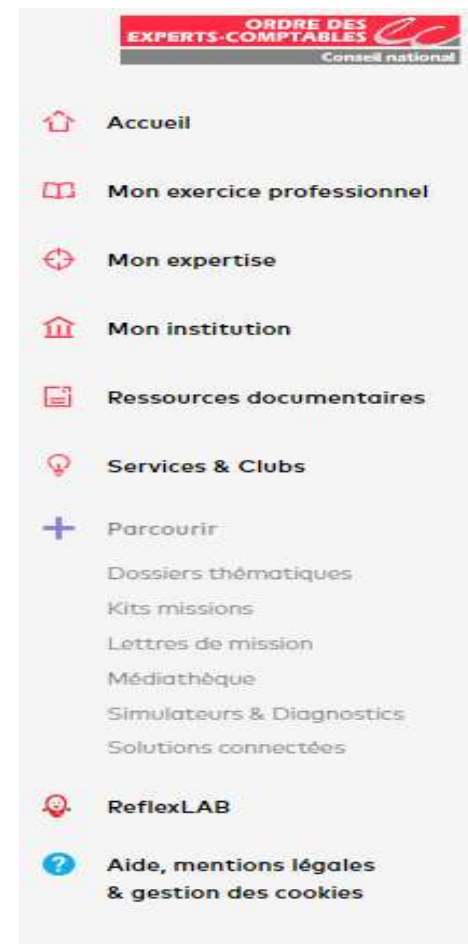 ORDRE DES
EXPERTS-COMPTABLES
Conseil national
Accueil
Mon exercice professionnel
Mon expertise
Mon institution
Ressources documentaires
Services & Clubs
Parcourir
Dossiers thématiques
Kits missions
Lettres de mission
Médiathèque
Simulateurs & Diagnostics
Solutions connectées
ReflexLAB
? Aide, mentions légales
& gestion des cookies